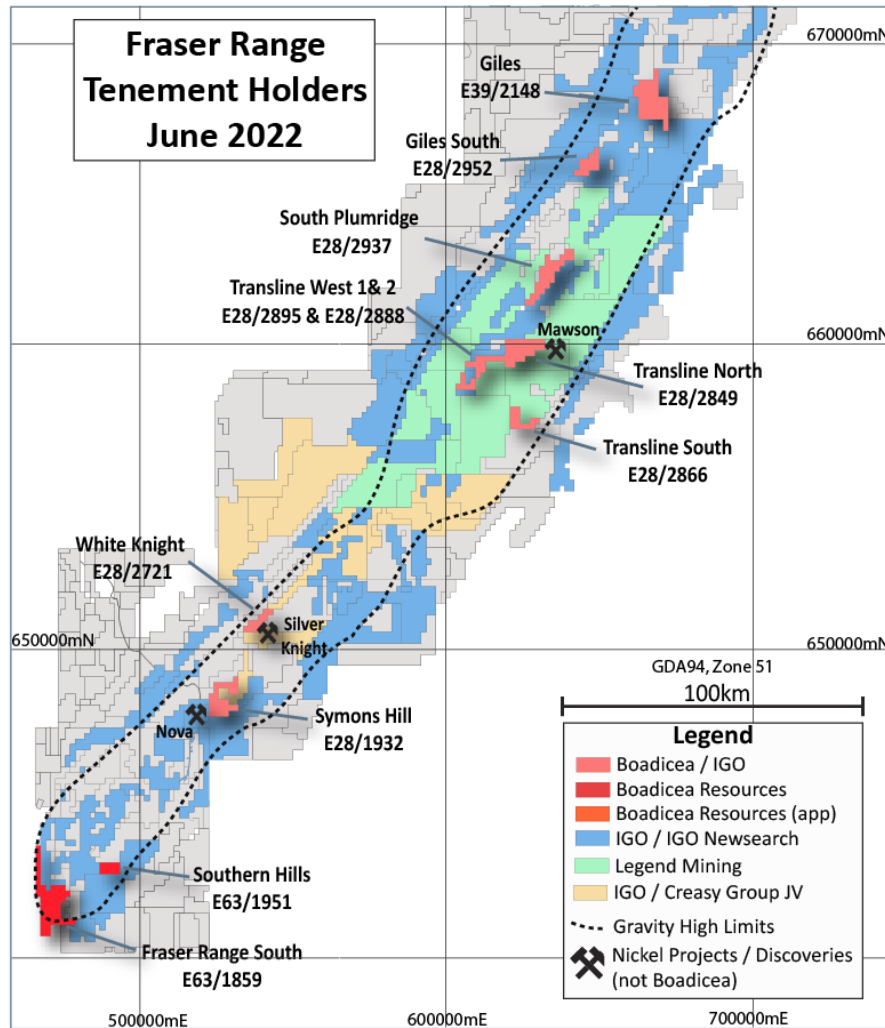 Fraser Range
Tenement Holders
June 2022
670000mN
Giles
E39/2148
Giles South
E28/2952
South Plumridge
E28/2937
Transline West 1& 2
E28/2895 & E28/2888
Mawson
660000mN
Transline North
E28/2849
Transline South
E28/2866
White Knight
E28/2721
Silver
Knight
650000mN
650000mN
GDA94, Zone 51
100km
Symons Hill
E28/1932
Nova
Legend
Boadicea / IGO
Boadicea Resources
Boadicea Resources (app)
IGO / IGO Newsearch
Legend Mining
IGO / Creasy Group JV
Gravity High Limits
Nickel Projects / Discoveries
(not Boadicea)
Southern Hills
E63/1951
Fraser Range South
E63/1859
500000mE
600000mE
700000mE